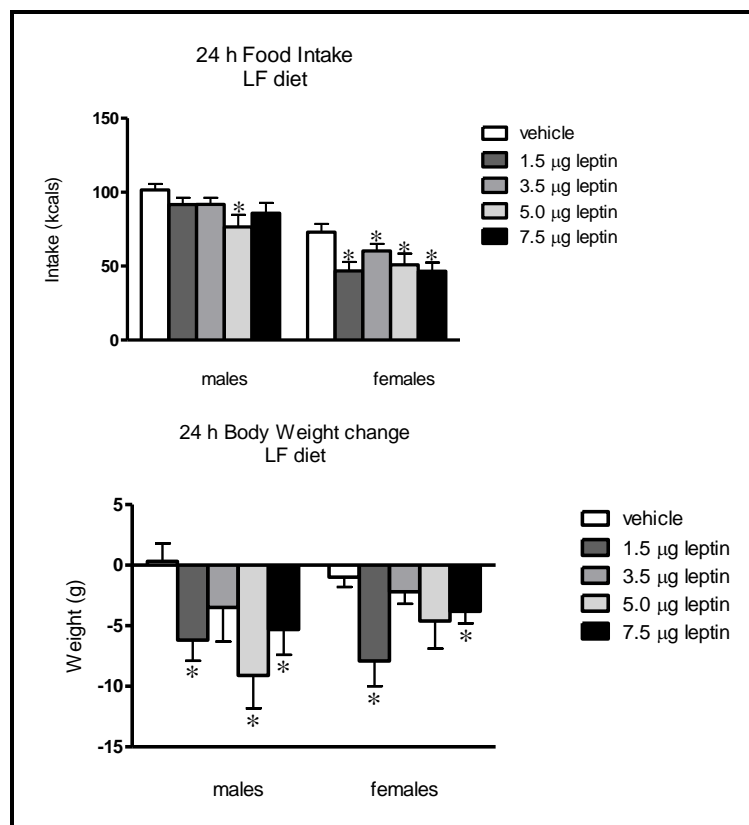 24 h Food Intake
LF diet
150
100
50
0
Intake (kcals)
*
*
*
*
*
males
females
vehicle
1.5 μg leptin
3.5 μg leptin
5.0 μg leptin
7.5 μg leptin
24 h Body Weight change
LF diet
5
0
-5
-10
-15
Weight (g)
*
*
*
*
*
males
females
vehicle
1.5 μg leptin
3.5 μg leptin
5.0 μg leptin
7.5 μg leptin